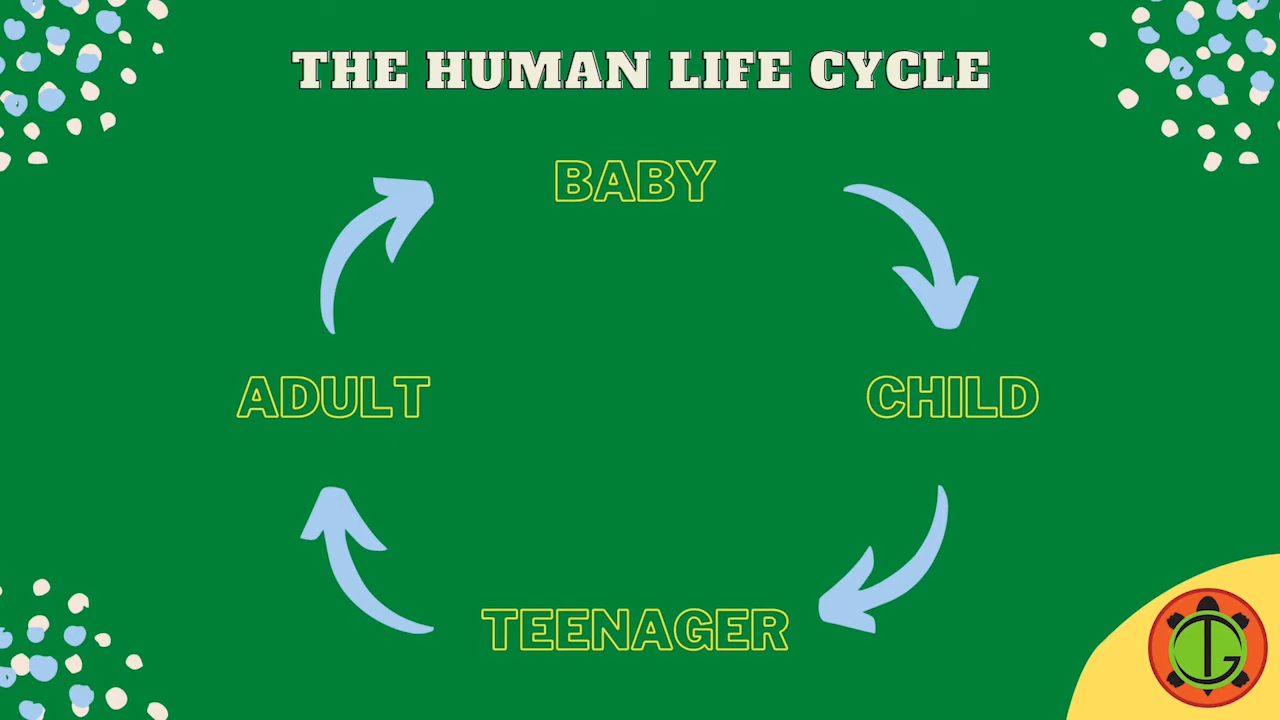 THE HUMAN LIFE CYCLE
BABY
ADULT
CHILD
TEENAGER